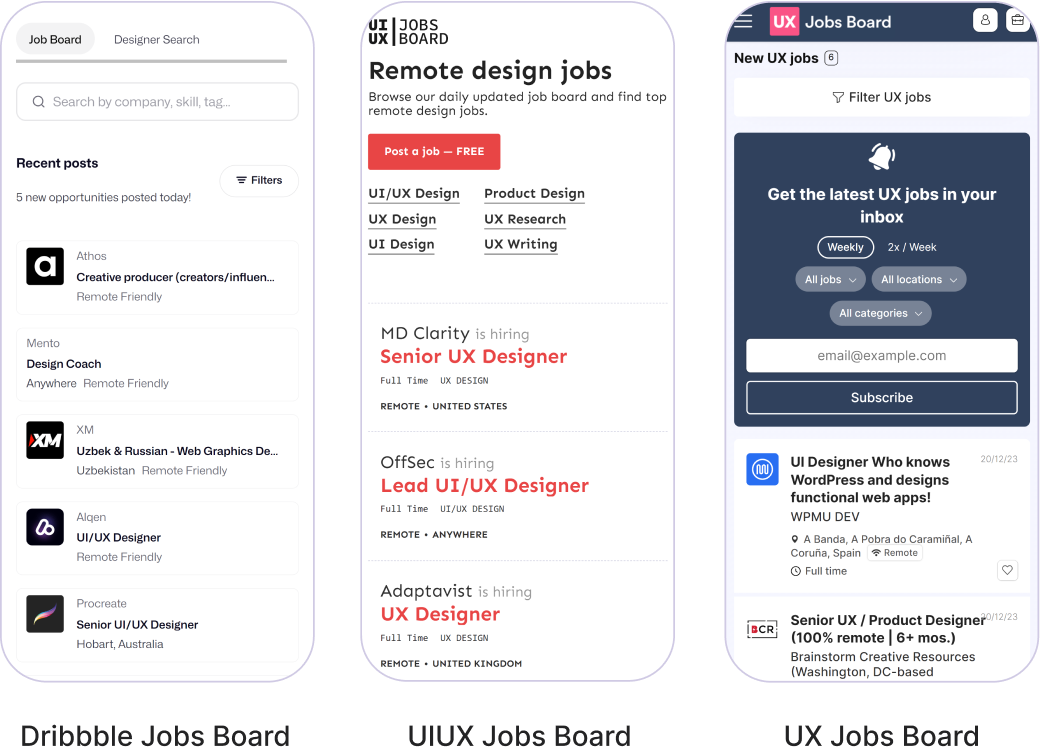 Job Board
Designer Search
Search by company, skill, tag...
Recent posts
5 new opportunities posted today!
Filters
a
Athos
Creative producer (creators/influen...
Remote Friendly
Mento
Design Coach
Anywhere Remote Friendly
XM
XM
Uzbek & Russian - Web Graphics De...
Uzbekistan Remote Friendly
Alqen
UI/UX Designer
Remote Friendly
Procreate
Senior UI/UX Designer
Hobart, Australia
Dribbble Jobs Board
UI JOBS
UX BOARD
Remote design jobs
Browse our daily updated job board and find top
remote design jobs.
Post a job — FREE
UI/UX Design Product Design
UX Design UX Research
UI Design UX Writing
MD Clarity is hiring
Senior UX Designer
Full Time UX DESIGN
REMOTE • UNITED STATES
OffSec is hiring
Lead UI/UX Designer
Full Time UI/UX DESIGN
REMOTE • ANYWHERE
Adaptavist is hiring
UX Designer
Full Time UX DESIGN
REMOTE • UNITED KINGDOM
UIUX Jobs Board
UX Jobs Board
New UX jobs 6
Filter UX jobs
Get the latest UX jobs in your
inbox
Weekly 2x / Week
All jobs All locations
All categories
email@example.com
Subscribe
20/12/23
UI Designer Who knows
WordPress and designs
functional web apps!
WPMU DEV
A Banda, A Pobra do Caramiñal, A
Coruña, Spain Remote
Full time
20/12/23
BCR
Senior UX / Product Designer
(100% remote | 6+ mos.)
Brainstorm Creative Resources
(Washington, DC-based
UX Jobs Board